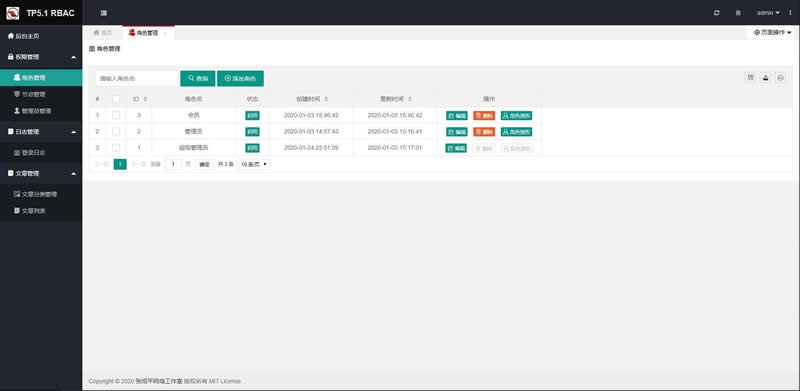 TP5.1 RBAC
admin
后台主页
首页
角色管理
页面操作
权限管理
角色管理
角色管理
节点管理
管理员管理
日志管理
登录日志
文章管理
文章分类管理
文章列表
请输入角色名 查询 添加角色
# ID 角色名 状态 创建时间 更新时间 操作
1 3 会员 启用 2020-01-03 15:46:42 2020-01-03 15:46:42 编辑 删除 角色授权
2 2 管理员 启用 2020-01-03 14:57:43 2020-01-03 15:16:41 编辑 删除 角色授权
3 1 超级管理员 启用 2020-01-24 23:51:09 2020-01-03 15:17:01 编辑 删除 角色授权
上一页 1 下一页 到第 1 页 确定 共 3 条 10 条/页
Copyright © 2020 张绍平网络工作室 版权所有 MIT License